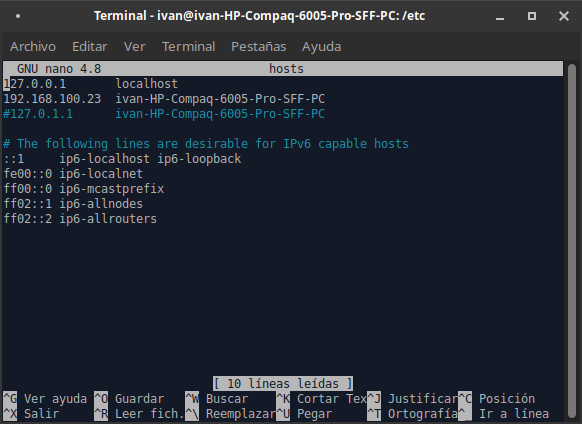 Terminal - ivan@ivan-HP-Compaq-6005-Pro-SFF-PC: /etc
Archivo Editar Ver Terminal Pestañas Ayuda
GNU nano 4.8 hosts
127.0.0.1 localhost
192.168.100.23 ivan-HP-Compaq-6005-Pro-SFF-PC
#127.0.1.1 ivan-HP-Compaq-6005-Pro-SFF-PC
# The following lines are desirable for IPv6 capable hosts
::1 ip6-localhost ip6-loopback
fe00::0 ip6-localnet
ff00::0 ip6-mcastprefix
ff02::1 ip6-allnodes
ff02::2 ip6-allrouters
[ 10 líneas leídas ]
^G Ver ayuda ^O Guardar ^W Buscar ^K Cortar Tex^J Justificar^C Posición
^X Salir ^R Leer fich.^\ Reemplazar^U Pegar ^T Ortografía^_ Ir a línea